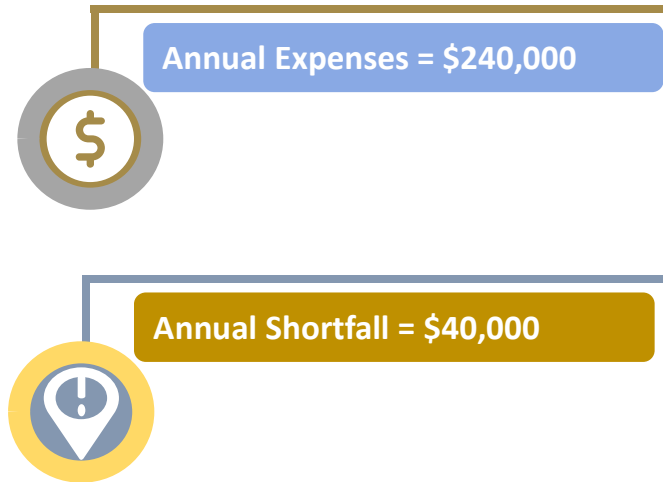 Annual Expenses = $240,000
$
Annual Shortfall = $40,000
!